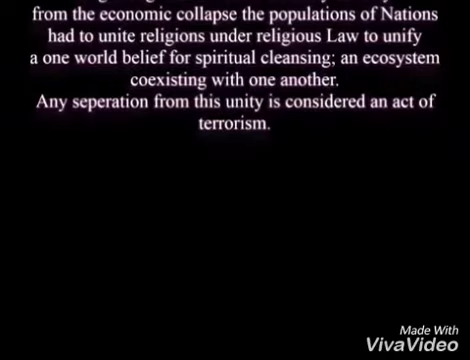 from the economic collapse the populations of Nations
had to unite religions under religious Law to unify
a one world belief for spiritual cleansing; an ecosystem
coexisting with one another.
Any seperation from this unity is considered an act of
terrorism.
Made With
VivaVideo